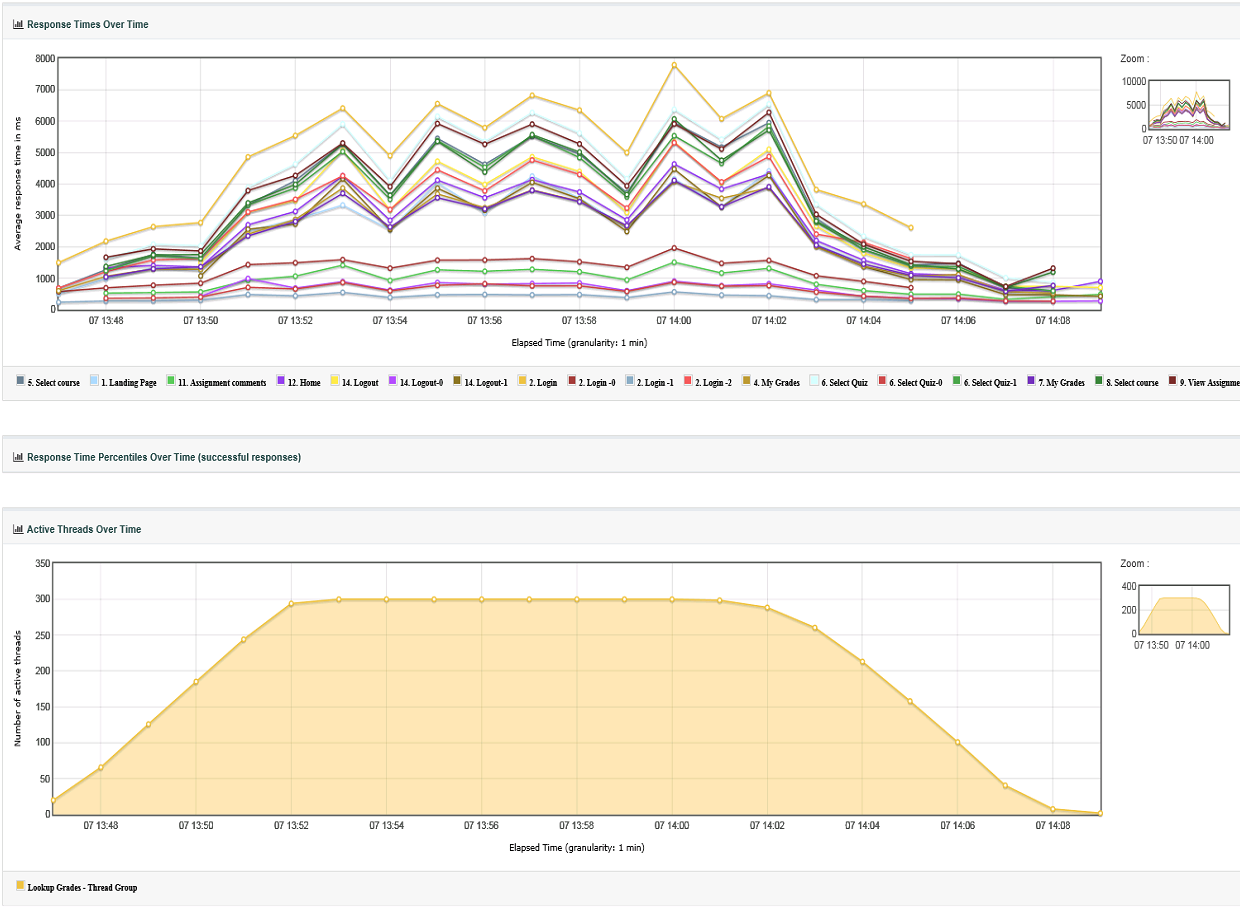 Response Times Over Time
Zoom :
Average response time in ms
8000
7000
6000
5000
4000
3000
2000
1000
0
10000
5000
0
07 13:50 07 14:00
07 13:48 07 13:50 07 13:52 07 13:54 07 13:56 07 13:58 07 14:00 07 14:02 07 14:04 07 14:06 07 14:08
Elapsed Time (granularity: 1 min)
5. Select course 1. Landing Page 11. Assignment comments 12. Home 14. Logout 14. Logout-0 14. Logout-1 2. Login 2. Login -0 2. Login -1 2. Login -2 4. My Grades 6. Select Quiz 6. Select Quiz-0 6. Select Quiz-1 7. My Grades 8. Select course 9. View Assignme
Response Time Percentiles Over Time (successful responses)
Active Threads Over Time
Zoom :
Number of active threads
350
300
250
200
150
100
50
0
400
200
0
07 13:50 07 14:00
07 13:48 07 13:50 07 13:52 07 13:54 07 13:56 07 13:58 07 14:00 07 14:02 07 14:04 07 14:06 07 14:08
Elapsed Time (granularity: 1 min)
Lookup Grades - Thread Group